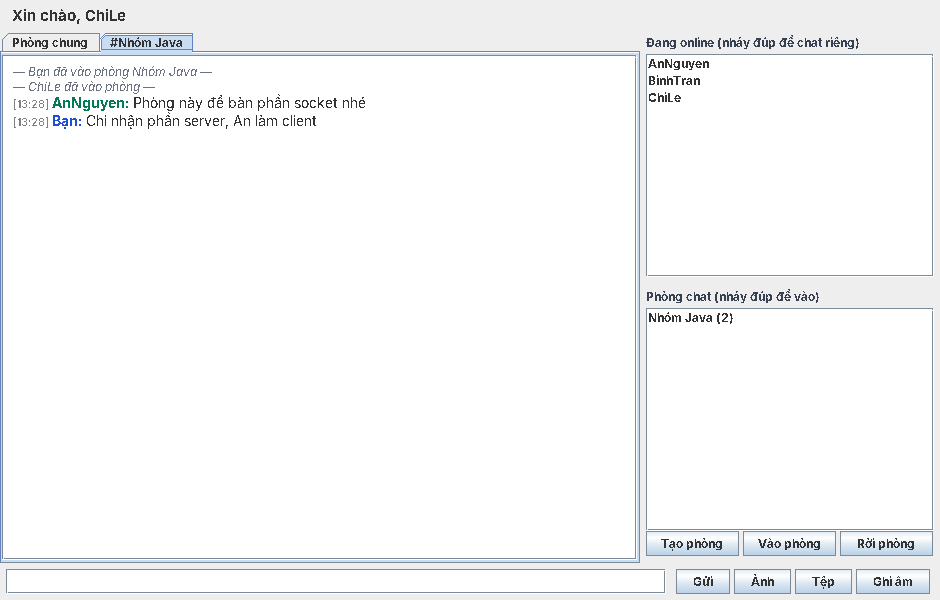 Xin chào, ChiLe
Phòng chung
#Nhóm Java
— Bạn đã vào phòng Nhóm Java —
— ChiLe đã vào phòng —
[13:28] AnNguyen: Phòng này để bàn phần socket nhé
[13:28] Bạn: Chi nhận phần server, An làm client
Đang online (nháy đúp để chat riêng)
AnNguyen
BinhTran
ChiLe
Phòng chat (nháy đúp để vào)
Nhóm Java (2)
Tạo phòng
Vào phòng
Rời phòng
Gửi
Ảnh
Tệp
Ghi âm